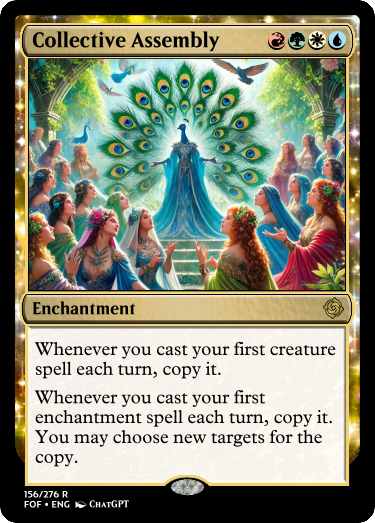 Collective Assembly
Enchantment
Whenever you cast your first creature
spell each turn, copy it.
Whenever you cast your first
enchantment spell each turn, copy it.
You may choose new targets for the
copy.
156/276 R
FOF • ENG ChatGPT